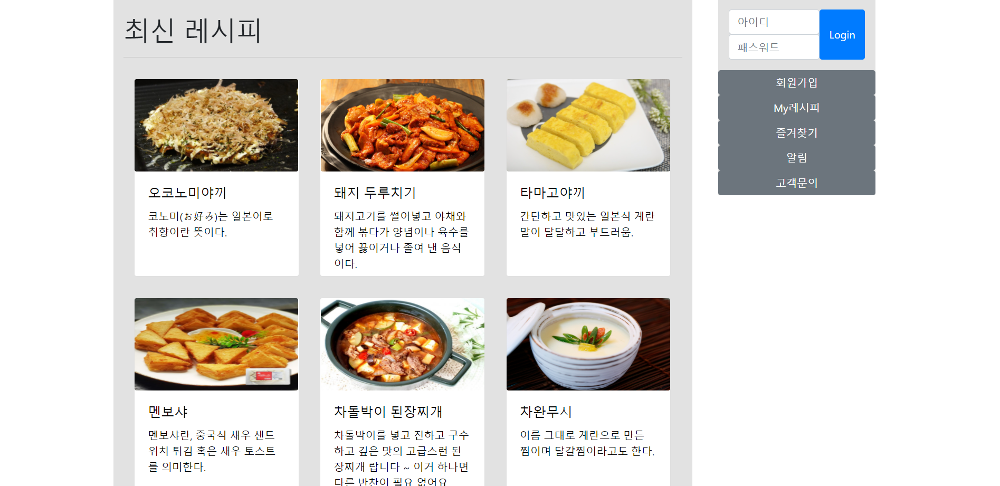 최신 레시피
오코노미야끼
코노미(お好み)는 일본어로
취향이란 뜻이다.
돼지 두루치기
돼지고기를 썰어넣고 야채와
함께 볶다가 양념이나 육수를
넣어 끓이거나 졸여 낸 음식
이다.
타마고야끼
간단하고 맛있는 일본식 계란
말이 달달하고 부드러움.
멘보샤
멘보샤란, 중국식 새우 샌드
위치 튀김 혹은 새우 토스트
를 의미한다.
차돌박이 된장찌개
차돌박이를 넣고 진하고 구수
하고 깊은 맛의 고급스런 된
장찌개 랍니다 ~ 이거 하나면
다른 반찬이 필요 없어요
차완무시
이름 그대로 계란으로 만든
찜이며 달걀찜이라고도 한다.
아이디
패스워드
Login
회원가입
My레시피
즐겨찾기
알림
고객문의